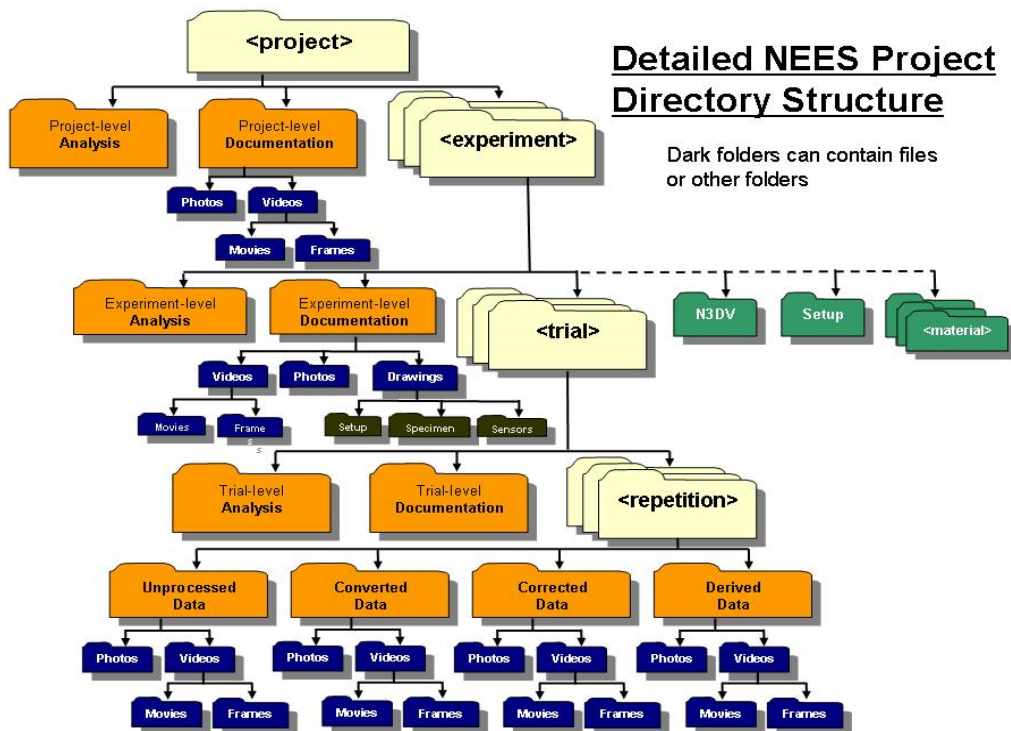 <project>
Detailed NEES Project
Directory Structure
Dark folders can contain files
or other folders
Project-level
Analysis
Project-level
Documentation
<experiment>
Photos
Videos
Movies
Frames
Experiment-level
Analysis
Experiment-level
Documentation
<trial>
N3DV
Setup
<material>
Videos
Photos
Drawings
Movies
Frame
s
s
Setup
Specimen
Sensors
Trial-level
Analysis
Trial-level
Documentation
<repetition>
Unprocessed
Data
Converted
Data
Corrected
Data
Derived
Data
Photos
Videos
Photos
Videos
Photos
Videos
Photos
Videos
Movies
Frames
Movies
Frames
Movies
Frames
Movies
Frames